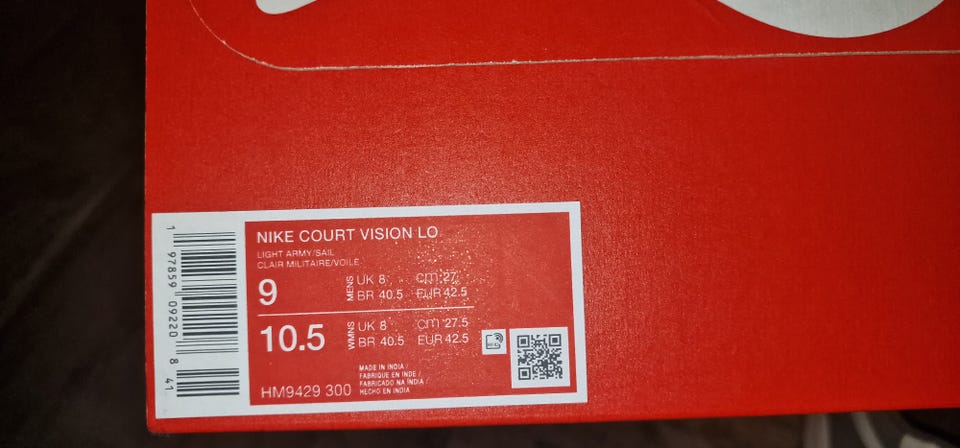 NIKE COURT VISION LO
LIGHT ARMY/SAIL
CLAIR MILITAIRE/VOILE
9 MENS UK 8 cm 27
BR 40.5 EUR 42.5
10.5 WMNS UK 8 cm 27.5
BR 40.5 EUR 42.5
MADE IN INDIA /
FABRIQUE EN INDE /
FABRICADO NA INDIA /
HECHO EN INDIA
HM9429 300
1 97859 09220 8 41